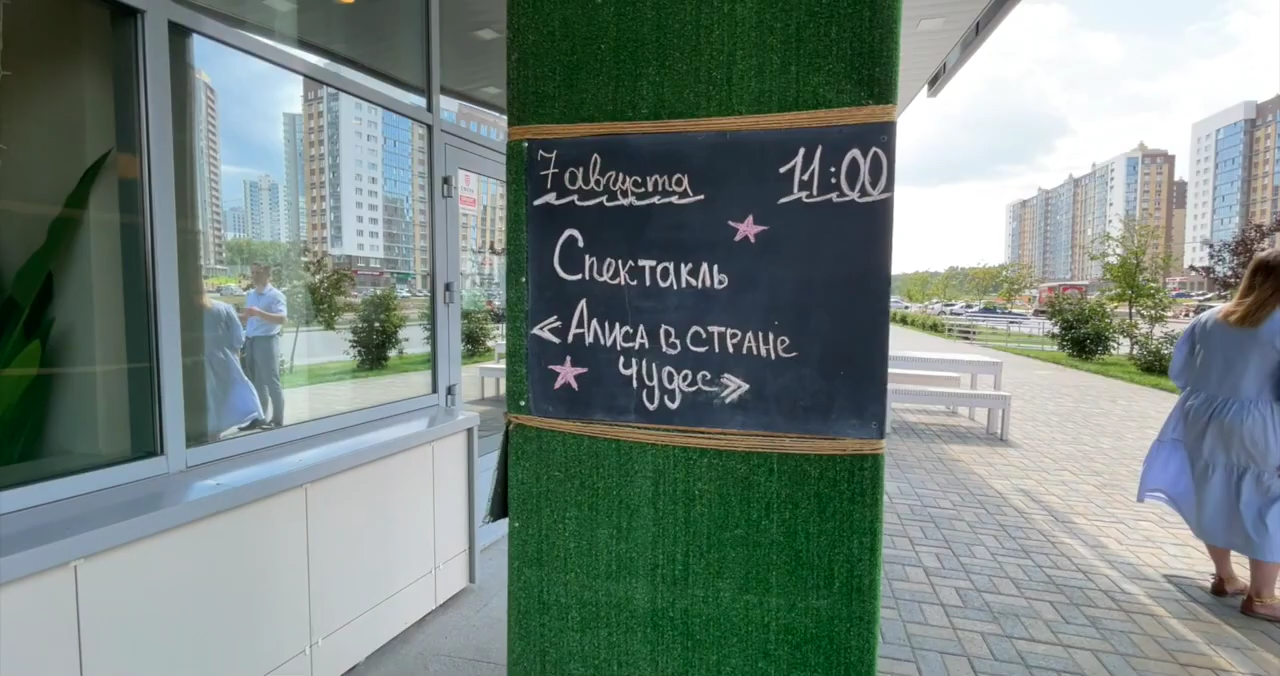 7 августа 11:00
Спектакль
«Алиса в стране
чудес»